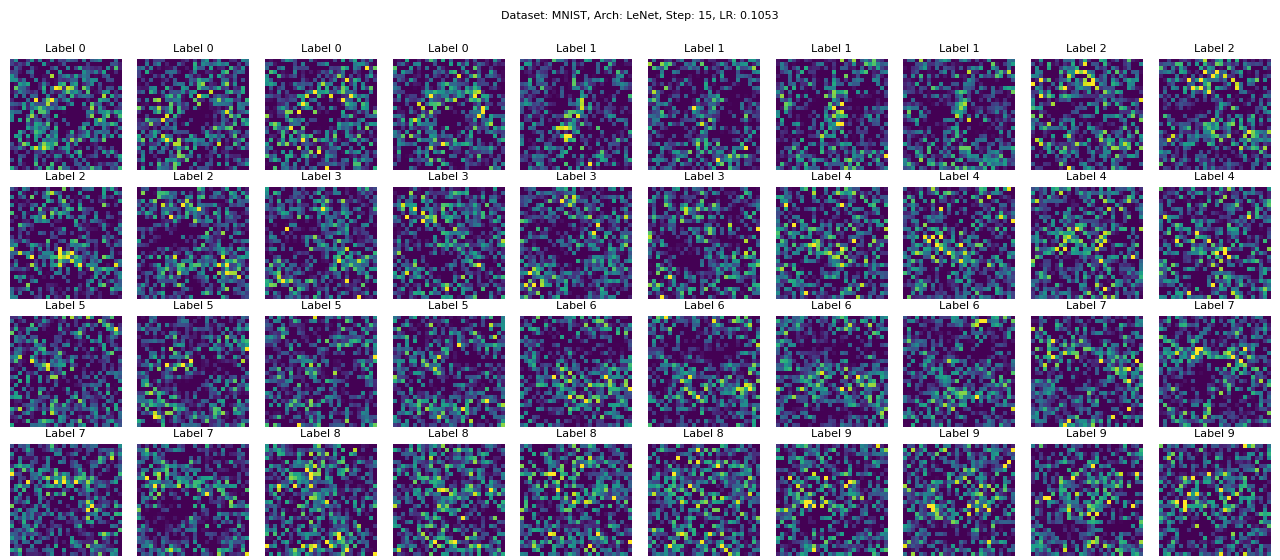 Dataset: MNIST, Arch: LeNet, Step: 15, LR: 0.1053
Label 0 Label 0 Label 0 Label 0 Label 1 Label 1 Label 1 Label 1 Label 2 Label 2
Label 2 Label 2 Label 3 Label 3 Label 3 Label 3 Label 4 Label 4 Label 4 Label 4
Label 5 Label 5 Label 5 Label 5 Label 6 Label 6 Label 6 Label 6 Label 7 Label 7
Label 7 Label 7 Label 8 Label 8 Label 8 Label 8 Label 9 Label 9 Label 9 Label 9